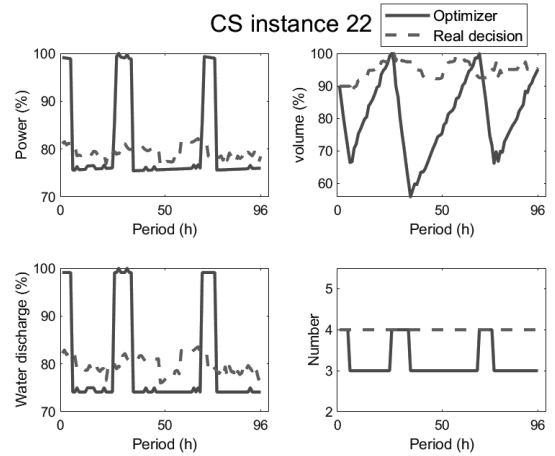 CS instance 22
Optimizer
Real decision
100
90
80
70
Power (%)
0
50
96
Period (h)
100
90
80
70
60
volume (%)
0
50
96
Period (h)
100
90
80
70
Water discharge (%)
0
50
96
Period (h)
5
4
3
2
Number
0
50
96
Period (h)